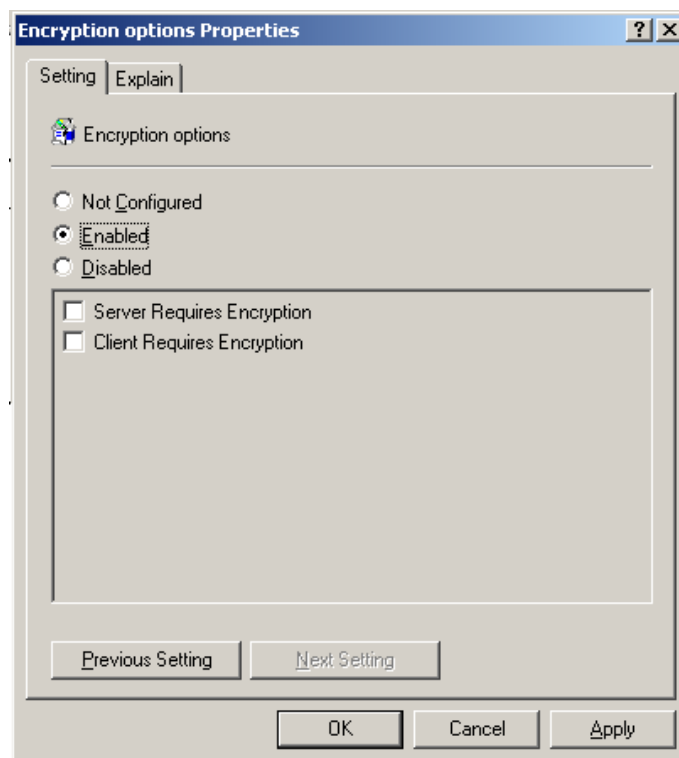 Encryption options Properties
Setting
Explain
Encryption options
Not Configured
Enabled
Disabled
Server Requires Encryption
Client Requires Encryption
Previous Setting
Next Setting
OK
Cancel
Apply